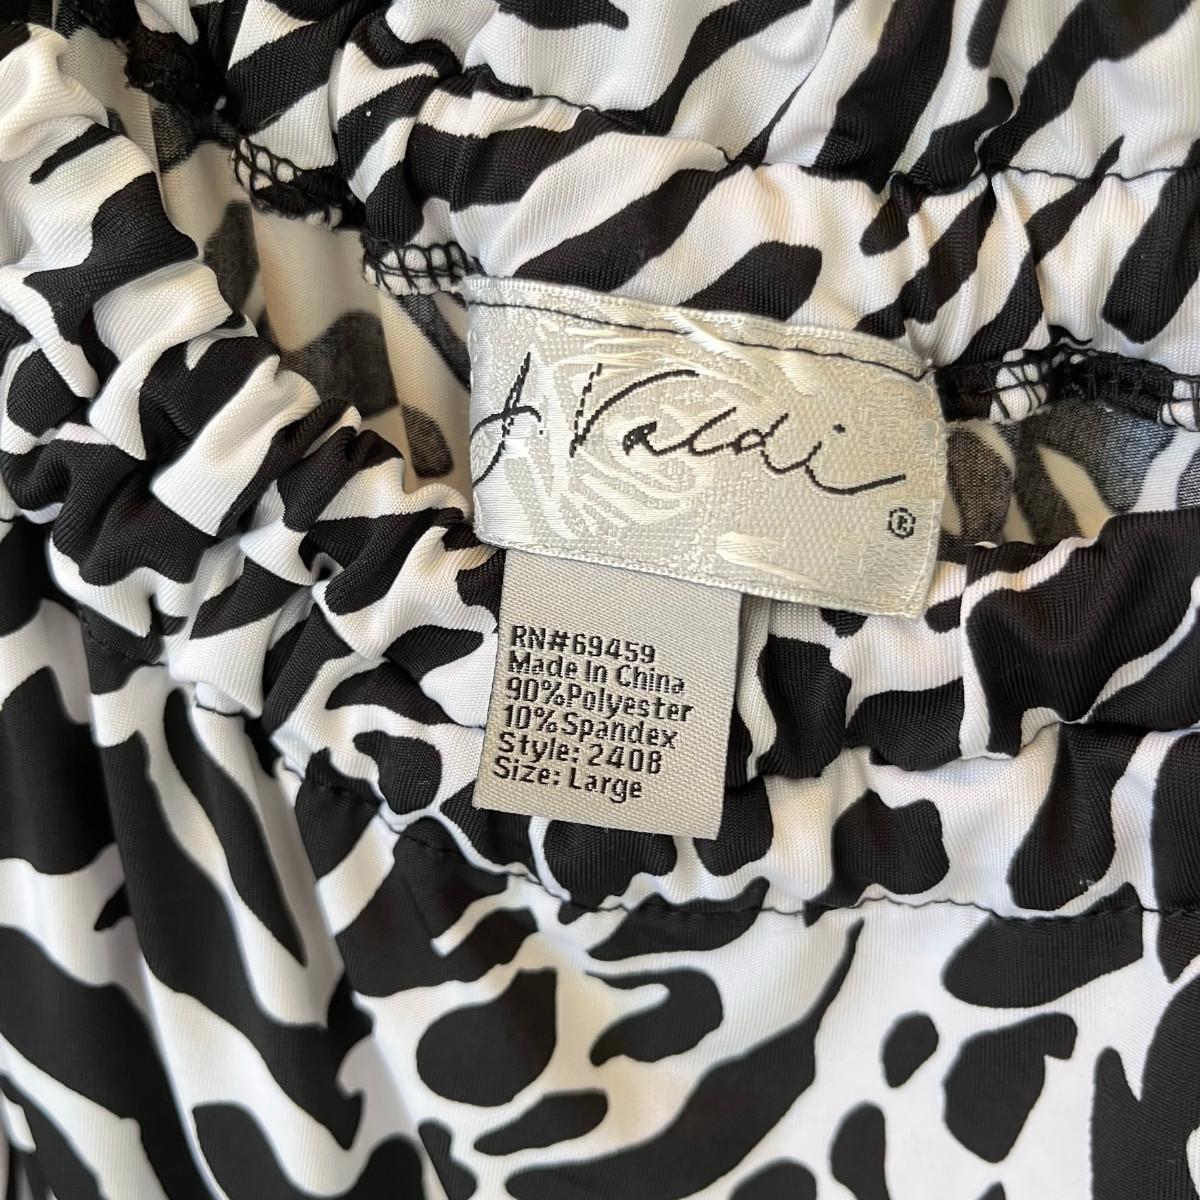 A Valdi
®
RN#69459
Made In China
90%Polyester
10%Spandex
Style: 2408
Size: Large